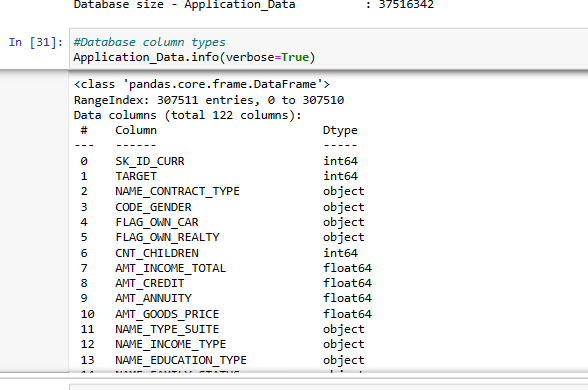 Database size - Application_Data          : 37516342
In [31]: #Database column types
Application_Data.info(verbose=True)
<class 'pandas.core.frame.DataFrame'>
RangeIndex: 307511 entries, 0 to 307510
Data columns (total 122 columns):
 #   Column                        Dtype
---  ------                        -----
 0   SK_ID_CURR                    int64
 1   TARGET                        int64
 2   NAME_CONTRACT_TYPE            object
 3   CODE_GENDER                   object
 4   FLAG_OWN_CAR                  object
 5   FLAG_OWN_REALTY               object
 6   CNT_CHILDREN                  int64
 7   AMT_INCOME_TOTAL              float64
 8   AMT_CREDIT                    float64
 9   AMT_ANNUITY                   float64
 10  AMT_GOODS_PRICE               float64
 11  NAME_TYPE_SUITE               object
 12  NAME_INCOME_TYPE              object
 13  NAME_EDUCATION_TYPE           object